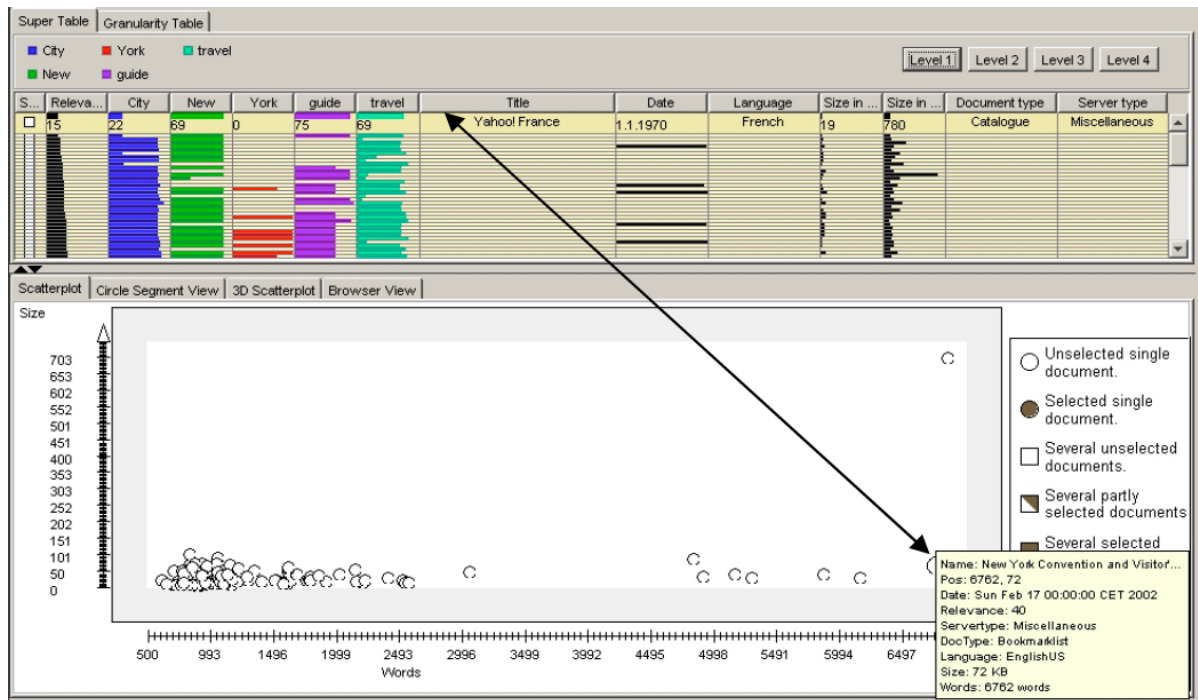 Super Table Granularity Table
City York travel
New guide
Level 1 Level 2 Level 3 Level 4
S... Releva... City New York guide travel Title Date Language Size in ... Size in ... Document type Server type
15 22 69 0 75 69 Yahoo! France 1.1.1970 French 19 780 Catalogue Miscellaneous
Scatterplot Circle Segment View 3D Scatterplot Browser View
Size
703
653
602
552
501
451
400
353
303
252
202
151
101
50
0
500 993 1496 1999 2493 2996 3499 3992 4495 4998 5491 5994 6497
Words
Unselected single
document.
Selected single
document.
Several unselected
documents.
Several partly
selected documents
Several selected
Name: New York Convention and Visitor'...
Pos: 6762, 72
Date: Sun Feb 17 00:00:00 CET 2002
Relevance: 40
Servertype: Miscellaneous
DocType: Bookmarklist
Language: EnglishUS
Size: 72 KB
Words: 6762 words